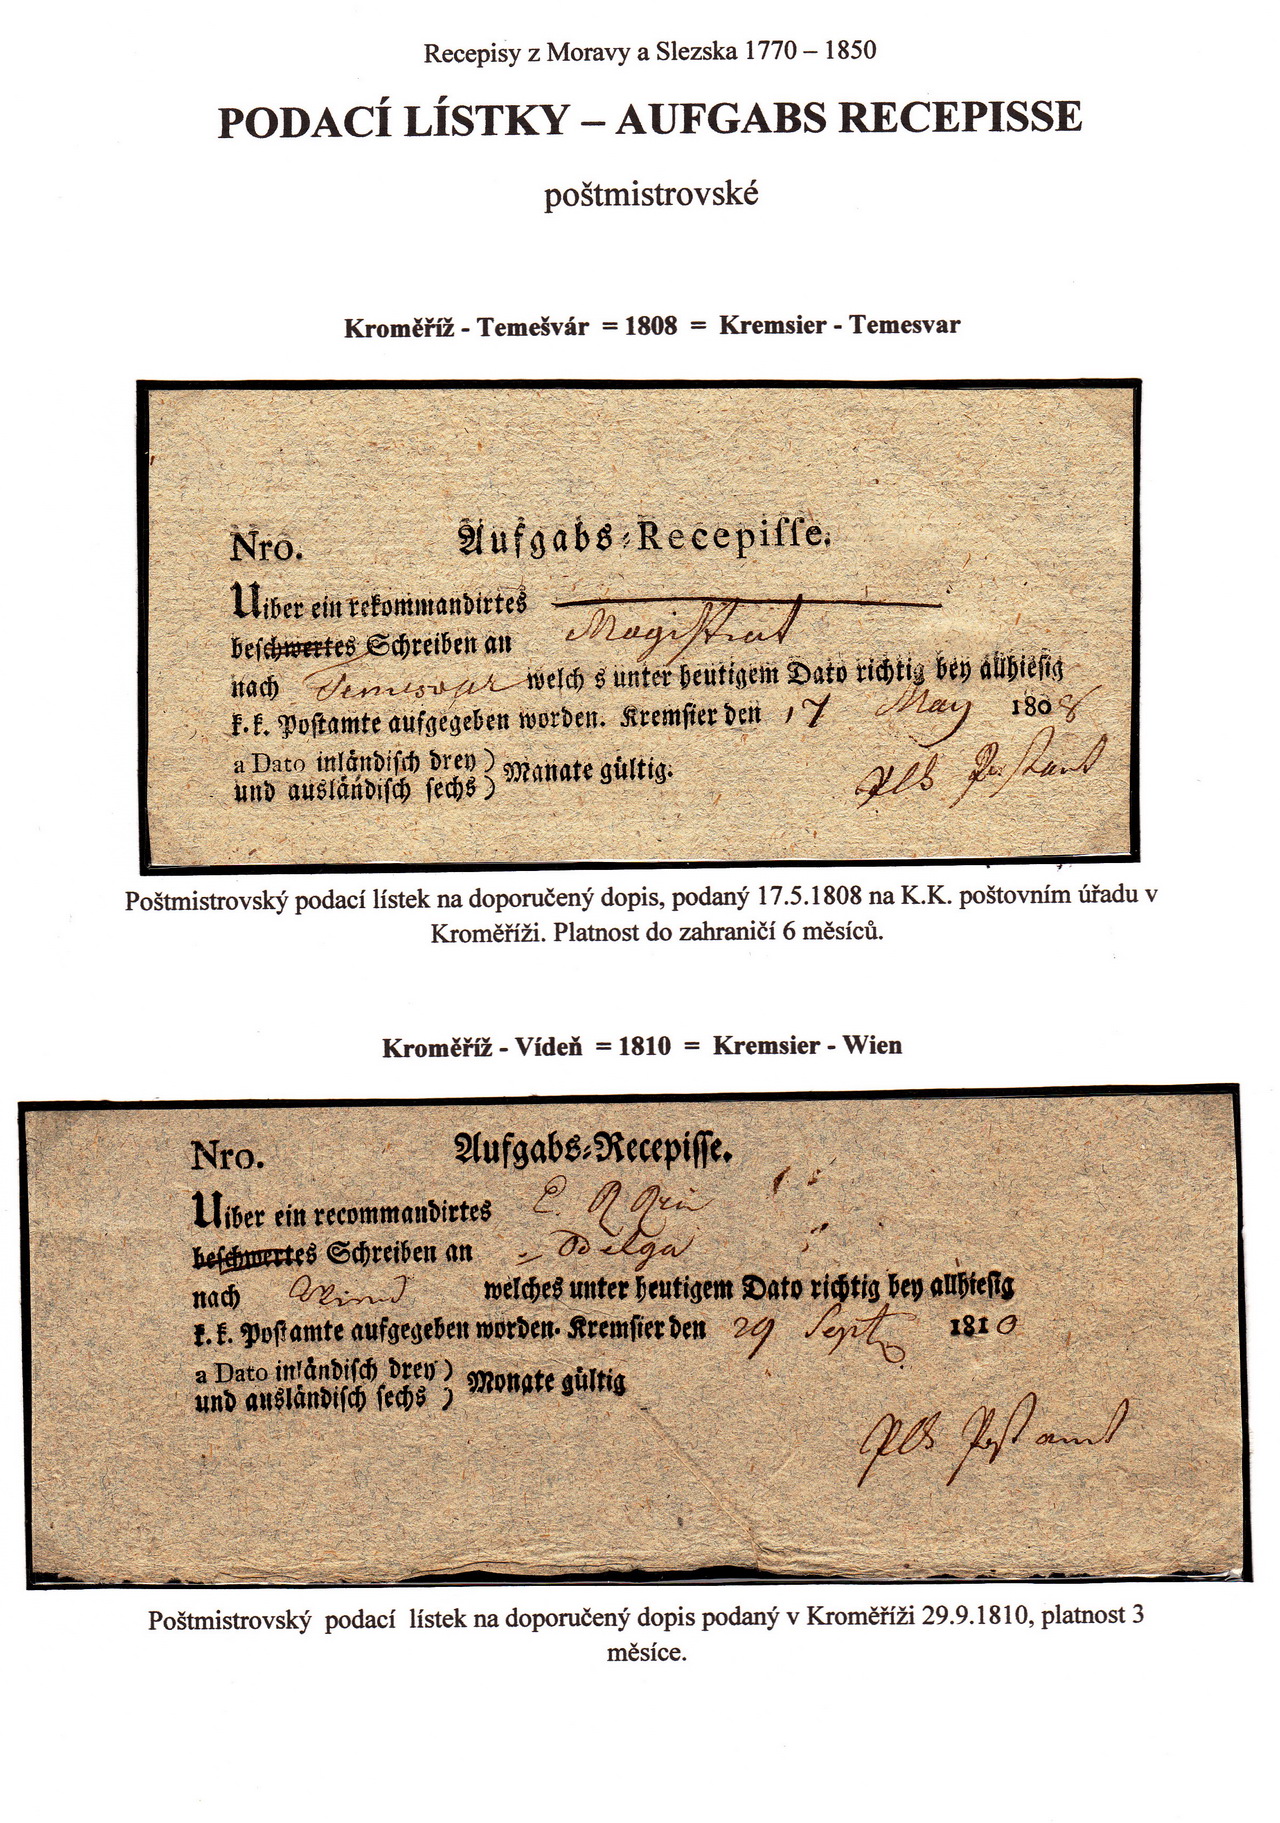 Recepisy z Moravy a Slezska 1770 – 1850
PODACÍ LÍSTKY – AUFGABS RECEPISSE
poštmistrovské
Kroměříž - Temešvár = 1808 = Kremsier - Temesvar
Nro. Aufgabs-Recepisse.
Uiber ein rekommandirtes
beschwertes Schreiben an Magistrat
nach Temesvar welch s unter heutigem Dato richtig bey allhiesig
k. k. Postamte aufgegeben worden. Kremsier den 17 May 1808
a Dato inländisch drey )
und ausländisch sechs ) Manate gültig.
Postamt
Poštmistrovský podací lístek na doporučený dopis, podaný 17.5.1808 na K.K. poštovním úřadu v
Kroměříži. Platnost do zahraničí 6 měsíců.
Kroměříž - Vídeň = 1810 = Kremsier - Wien
Nro. Aufgabs-Recepisse.
Uiber ein recommandirtes
beschwertes Schreiben an
nach Wienn welches unter heutigem Dato richtig bey allhiesig
k. k. Postamte aufgegeben worden. Kremsier den 29 Sept 1810
a Dato inländisch drey )
und ausländisch sechs ) Monate gültig
Postamt
Poštmistrovský podací lístek na doporučený dopis podaný v Kroměříži 29.9.1810, platnost 3
měsíce.